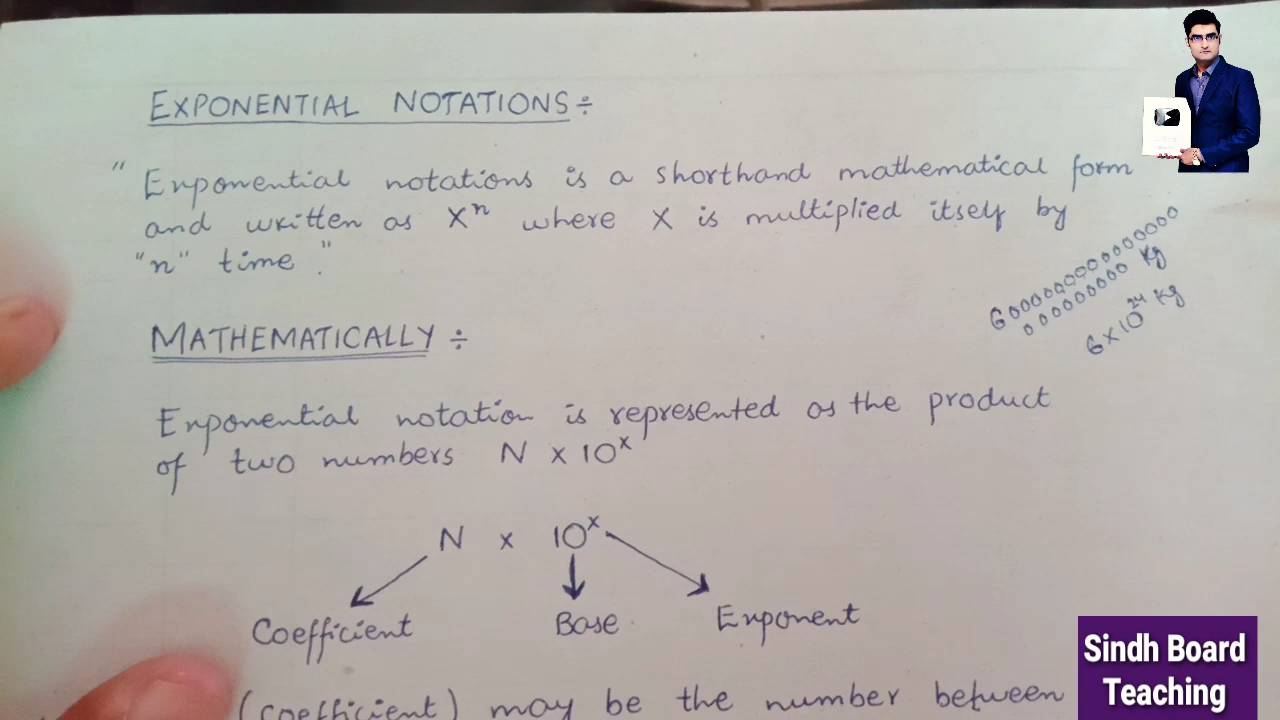 EXPONENTIAL NOTATIONS÷
"Exponential notations is a shorthand mathematical form
and written as Xⁿ where X is multiplied itself by
"n" time."
6000000000000000
000000000 Kg
6×10²⁴ Kg
MATHEMATICALLY ÷
Exponential notation is represented as the product
of two numbers N × 10ˣ
N × 10ˣ
Coefficient Base Exponent
(coefficient) may be the number between
Sindh Board
Teaching